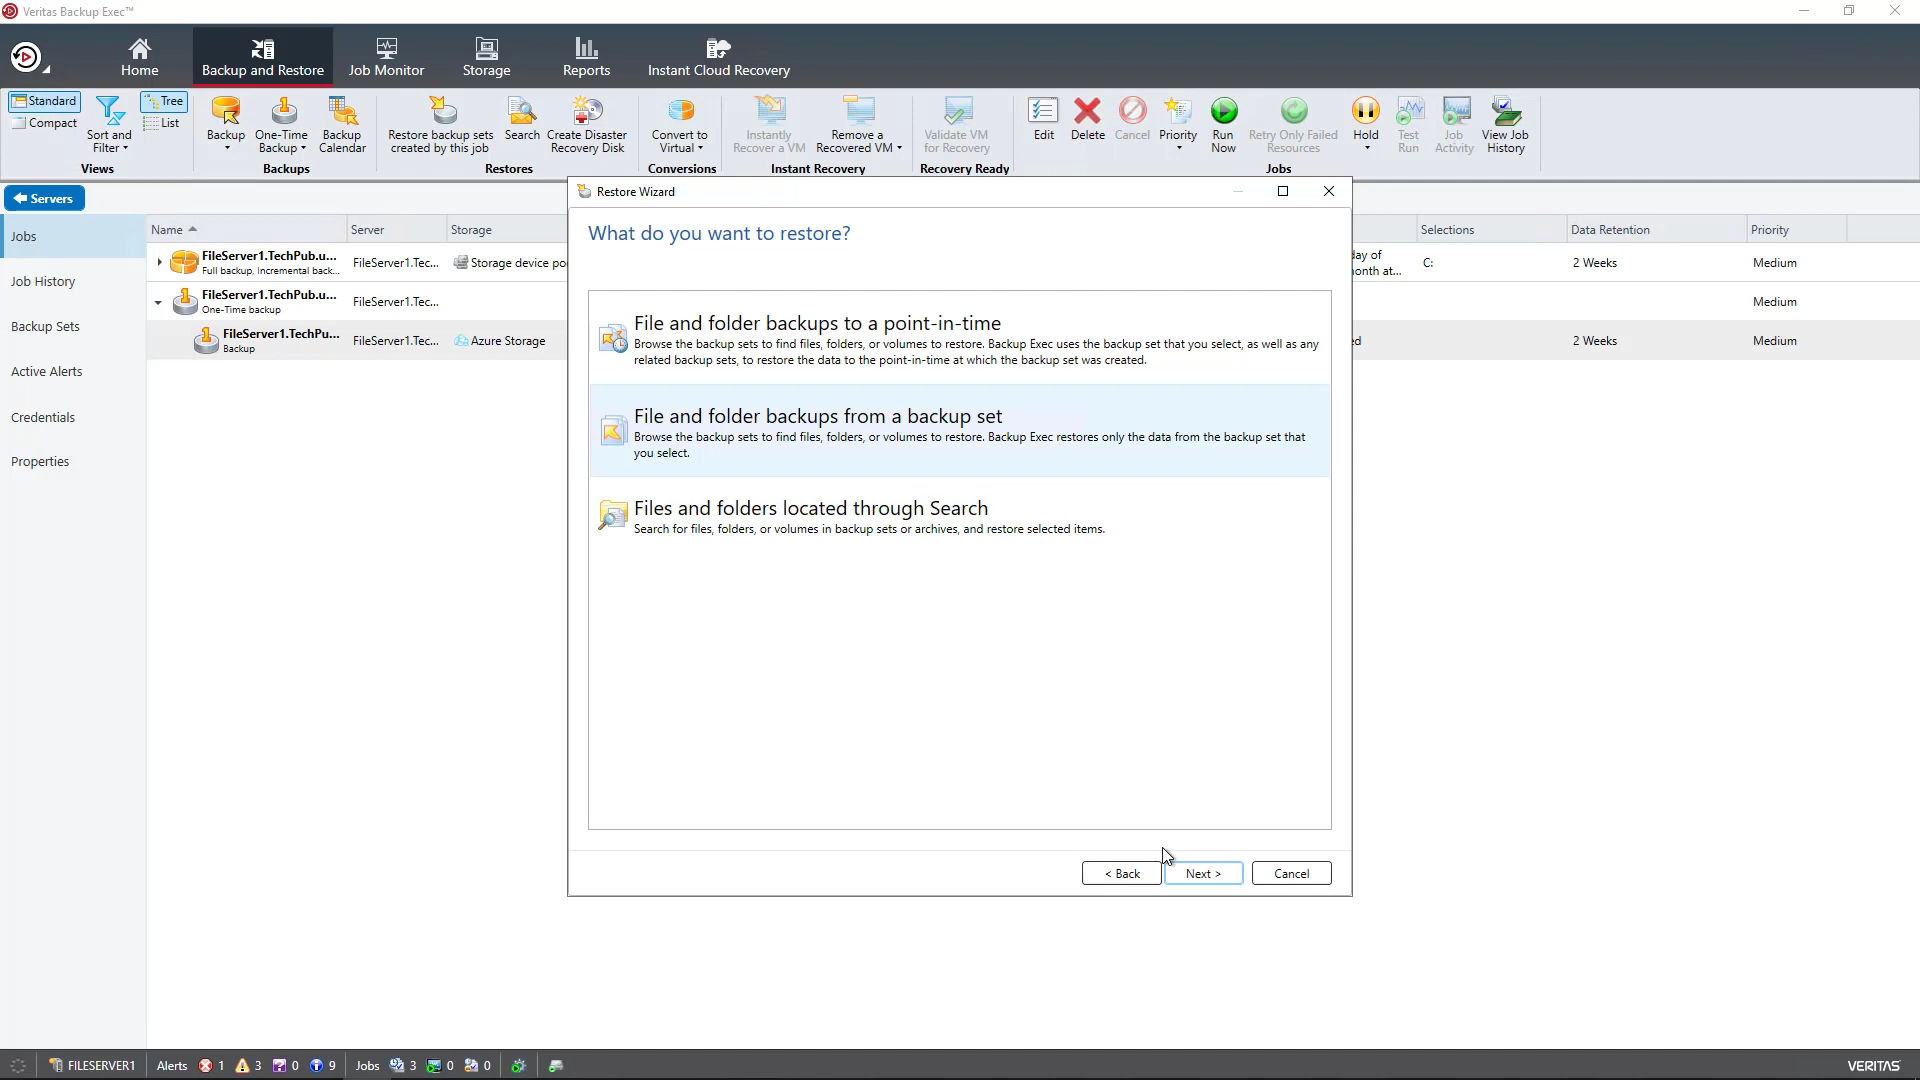 Veritas Backup Exec™
Home
Backup and Restore
Job Monitor
Storage
Reports
Instant Cloud Recovery
Standard
Compact
Sort and
Filter
Tree
List
Views
Backup
One-Time
Backup
Backup
Calendar
Backups
Restore backup sets
created by this job
Search
Create Disaster
Recovery Disk
Restores
Convert to
Virtual
Conversions
Instantly
Recover a VM
Remove a
Recovered VM
Instant Recovery
Validate VM
for Recovery
Recovery Ready
Edit
Delete
Cancel
Priority
Run
Now
Retry Only Failed
Resources
Hold
Test
Run
Job
Activity
View Job
History
Jobs
Servers
Jobs
Job History
Backup Sets
Active Alerts
Credentials
Properties
Name
Server
Storage
Selections
Data Retention
Priority
FileServer1.TechPub.u...
Full backup, Incremental back...
FileServer1.Tec...
Storage device po
day of
onth at...
C:
2 Weeks
Medium
FileServer1.TechPub.u...
One-Time backup
FileServer1.Tec...
Medium
FileServer1.TechPu...
Backup
FileServer1.Tec...
Azure Storage
ed
2 Weeks
Medium
Restore Wizard
What do you want to restore?
File and folder backups to a point-in-time
Browse the backup sets to find files, folders, or volumes to restore. Backup Exec uses the backup set that you select, as well as any
related backup sets, to restore the data to the point-in-time at which the backup set was created.
File and folder backups from a backup set
Browse the backup sets to find files, folders, or volumes to restore. Backup Exec restores only the data from the backup set that
you select.
Files and folders located through Search
Search for files, folders, or volumes in backup sets or archives, and restore selected items.
< Back
Next >
Cancel
FILESERVER1
Alerts 1 3 0 9
Jobs 3 0 0
VERITAS